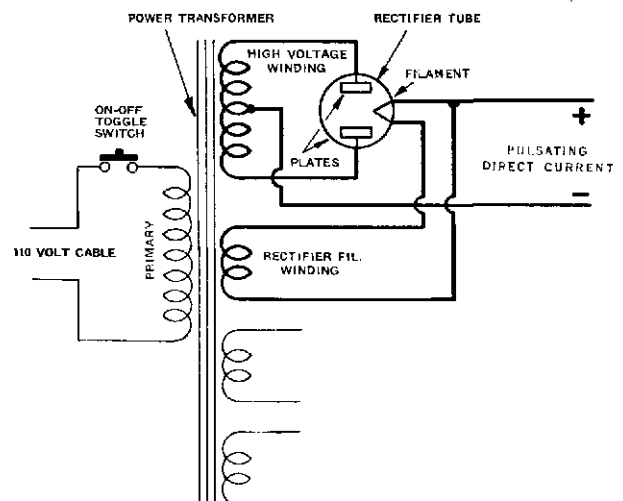 POWER TRANSFORMER
RECTIFIER TUBE
HIGH VOLTAGE
WINDING
FILAMENT
ON-OFF
TOGGLE
SWITCH
PLATES
+
PULSATING
DIRECT CURRENT
−
110 VOLT CABLE
PRIMARY
RECTIFIER FIL.
WINDING